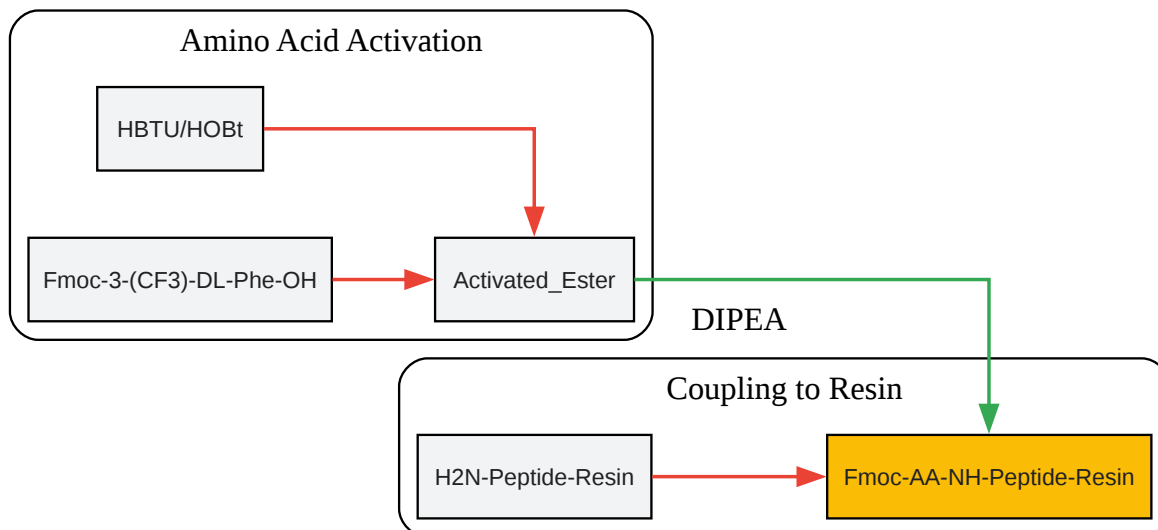 Amino Acid Activation
HBTU/HOBt
Fmoc-3-(CF3)-DL-Phe-OH
Activated_Ester
DIPEA
Coupling to Resin
H2N-Peptide-Resin
Fmoc-AA-NH-Peptide-Resin